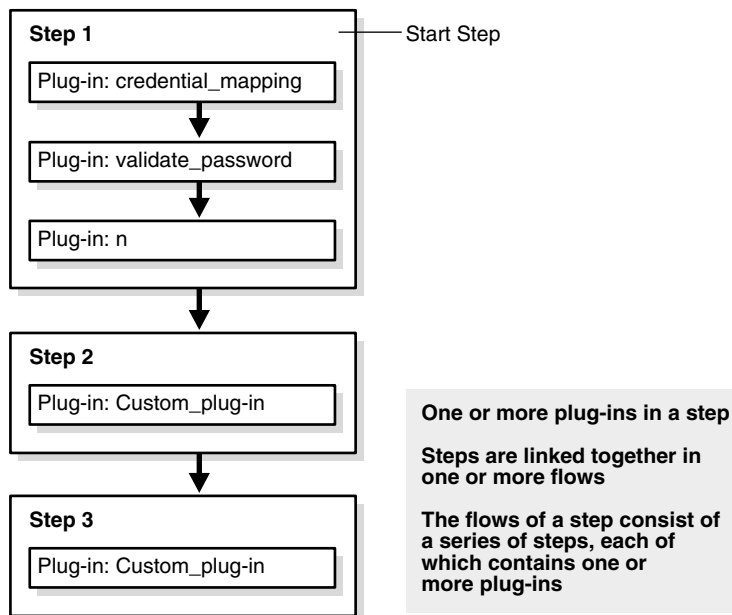 Step 1
Start Step
Plug-in: credential_mapping
Plug-in: validate_password
Plug-in: n
Step 2
Plug-in: Custom_plug-in
Step 3
Plug-in: Custom_plug-in
One or more plug-ins in a step
Steps are linked together in
one or more flows
The flows of a step consist of
a series of steps, each of
which contains one or
more plug-ins